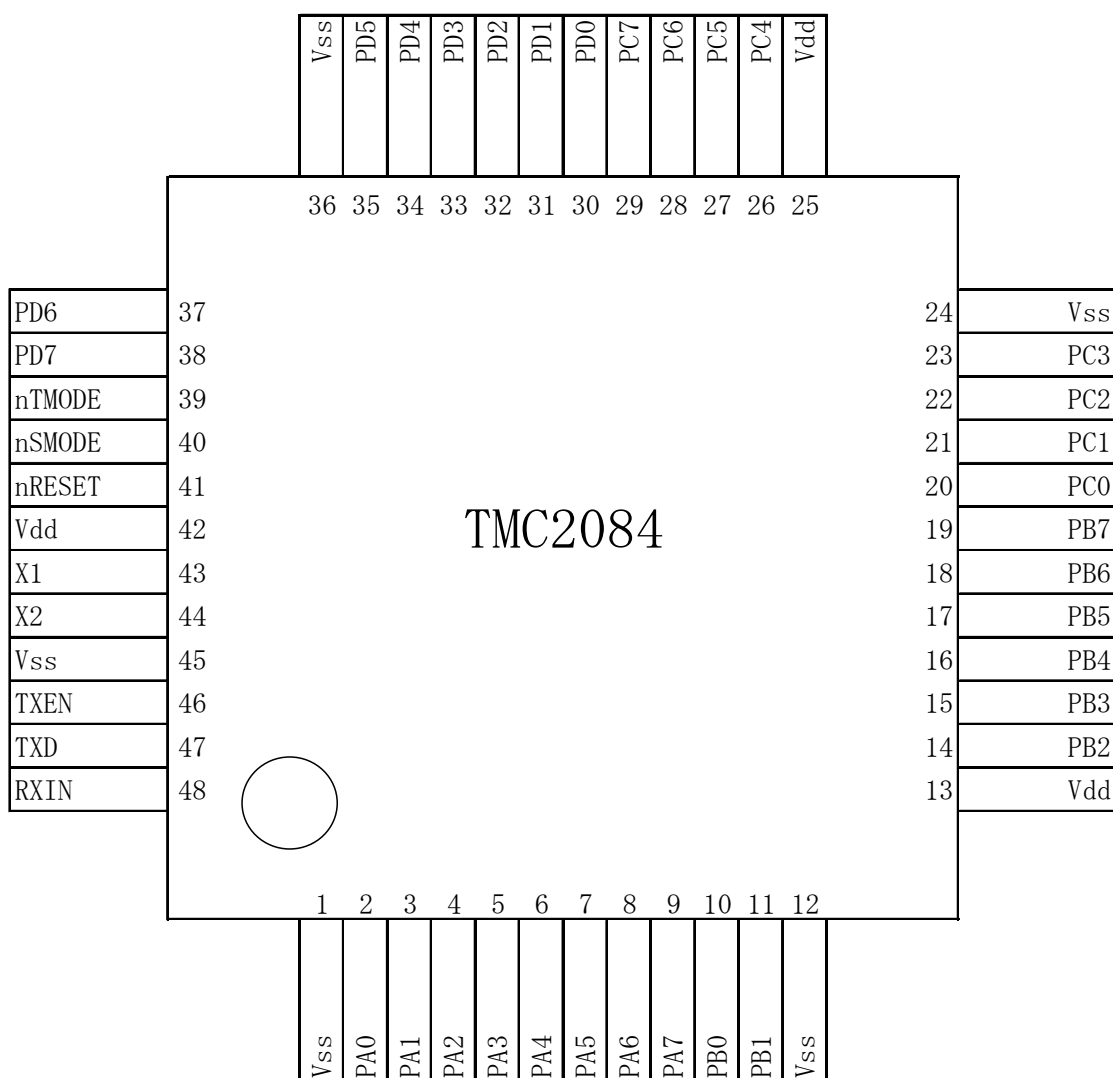 Vss PD5 PD4 PD3 PD2 PD1 PD0 PC7 PC6 PC5 PC4 Vdd
36 35 34 33 32 31 30 29 28 27 26 25
PD6 37 24 Vss
PD7 38 23 PC3
nTMODE 39 22 PC2
nSMODE 40 21 PC1
nRESET 41 20 PC0
Vdd 42 TMC2084 19 PB7
X1 43 18 PB6
X2 44 17 PB5
Vss 45 16 PB4
TXEN 46 15 PB3
TXD 47 14 PB2
RXIN 48 13 Vdd
1 2 3 4 5 6 7 8 9 10 11 12
Vss PA0 PA1 PA2 PA3 PA4 PA5 PA6 PA7 PB0 PB1 Vss